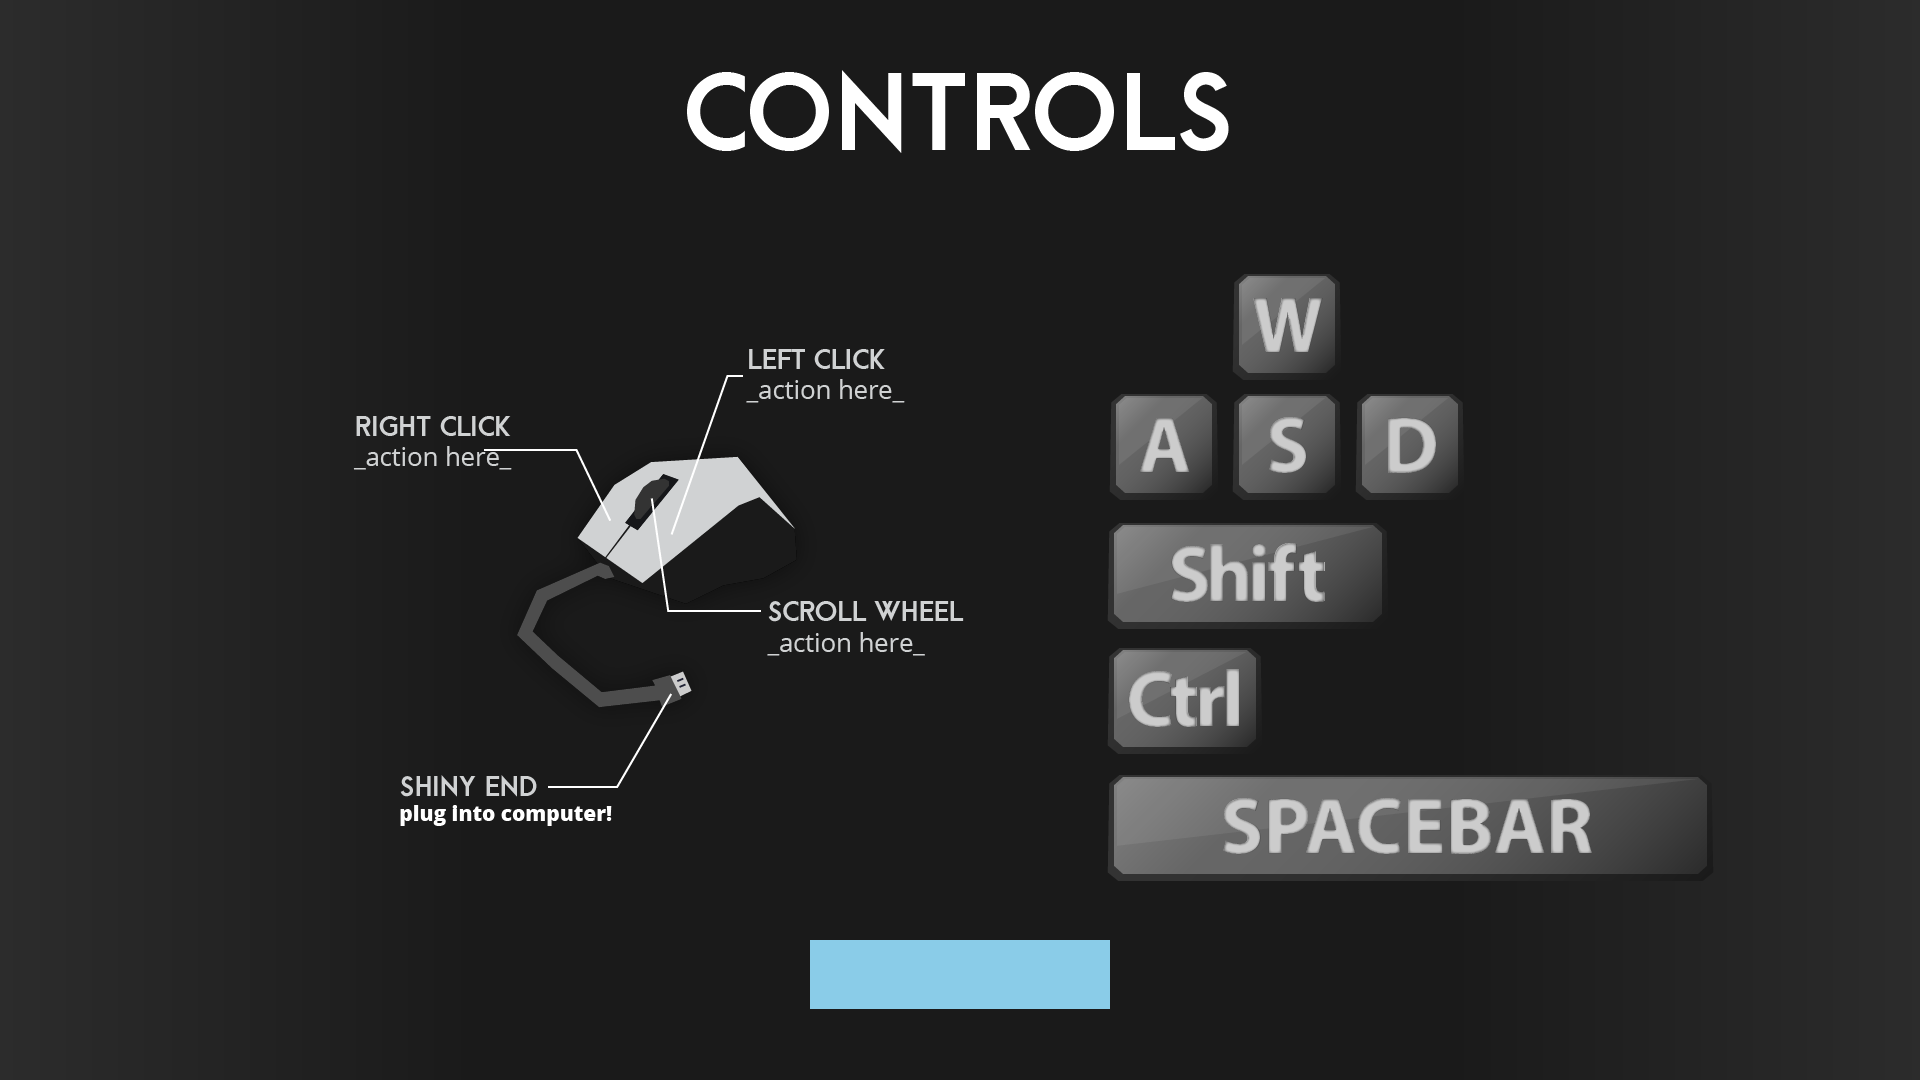 CONTROLS
LEFT CLICK
_action here_
RIGHT CLICK
_action here_
SCROLL WHEEL
_action here_
SHINY END
plug into computer!
W
A S D
Shift
Ctrl
SPACEBAR